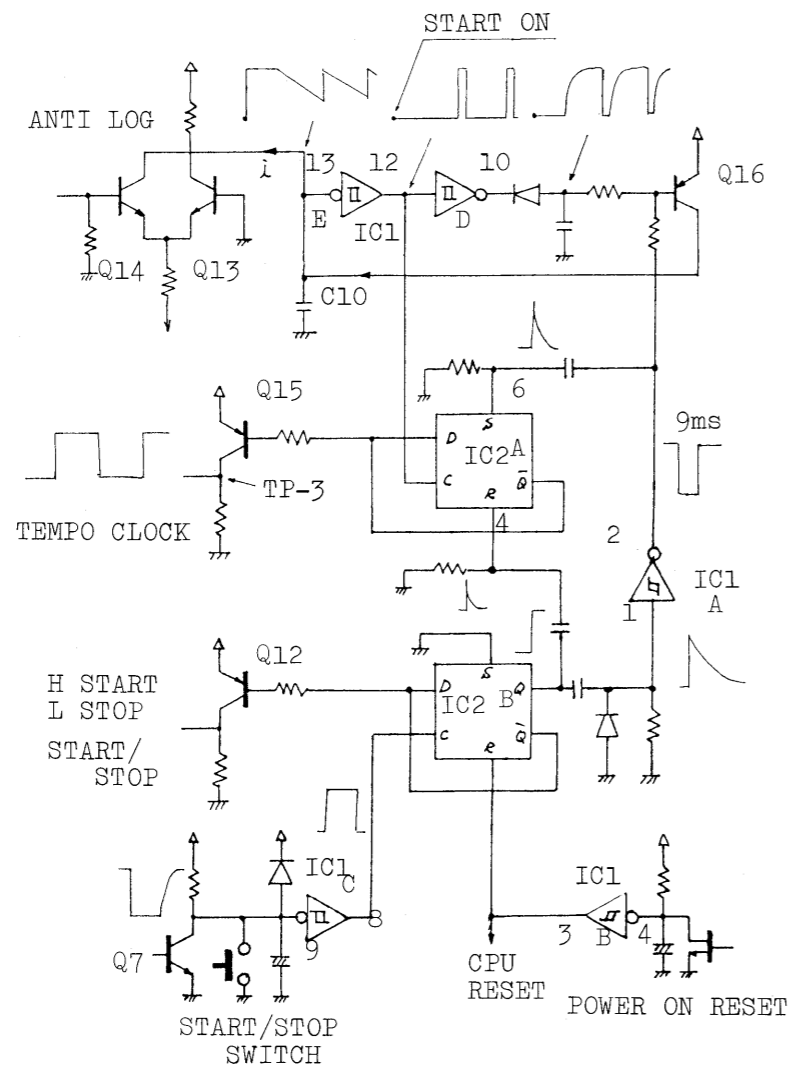 START ON
ANTI LOG
i
13
12
10
Q16
E
IC1
D
Q14
Q13
C10
6
Q15
9ms
D
S
IC2
A
C
Q̄
R
TP-3
4
TEMPO CLOCK
2
IC1
A
1
Q12
S
H START
L STOP
D
IC2
B
Q
C
Q̄
R
START/
STOP
IC1
C
IC1
8
9
3
B
4
Q7
CPU
RESET
POWER ON RESET
START/STOP
SWITCH